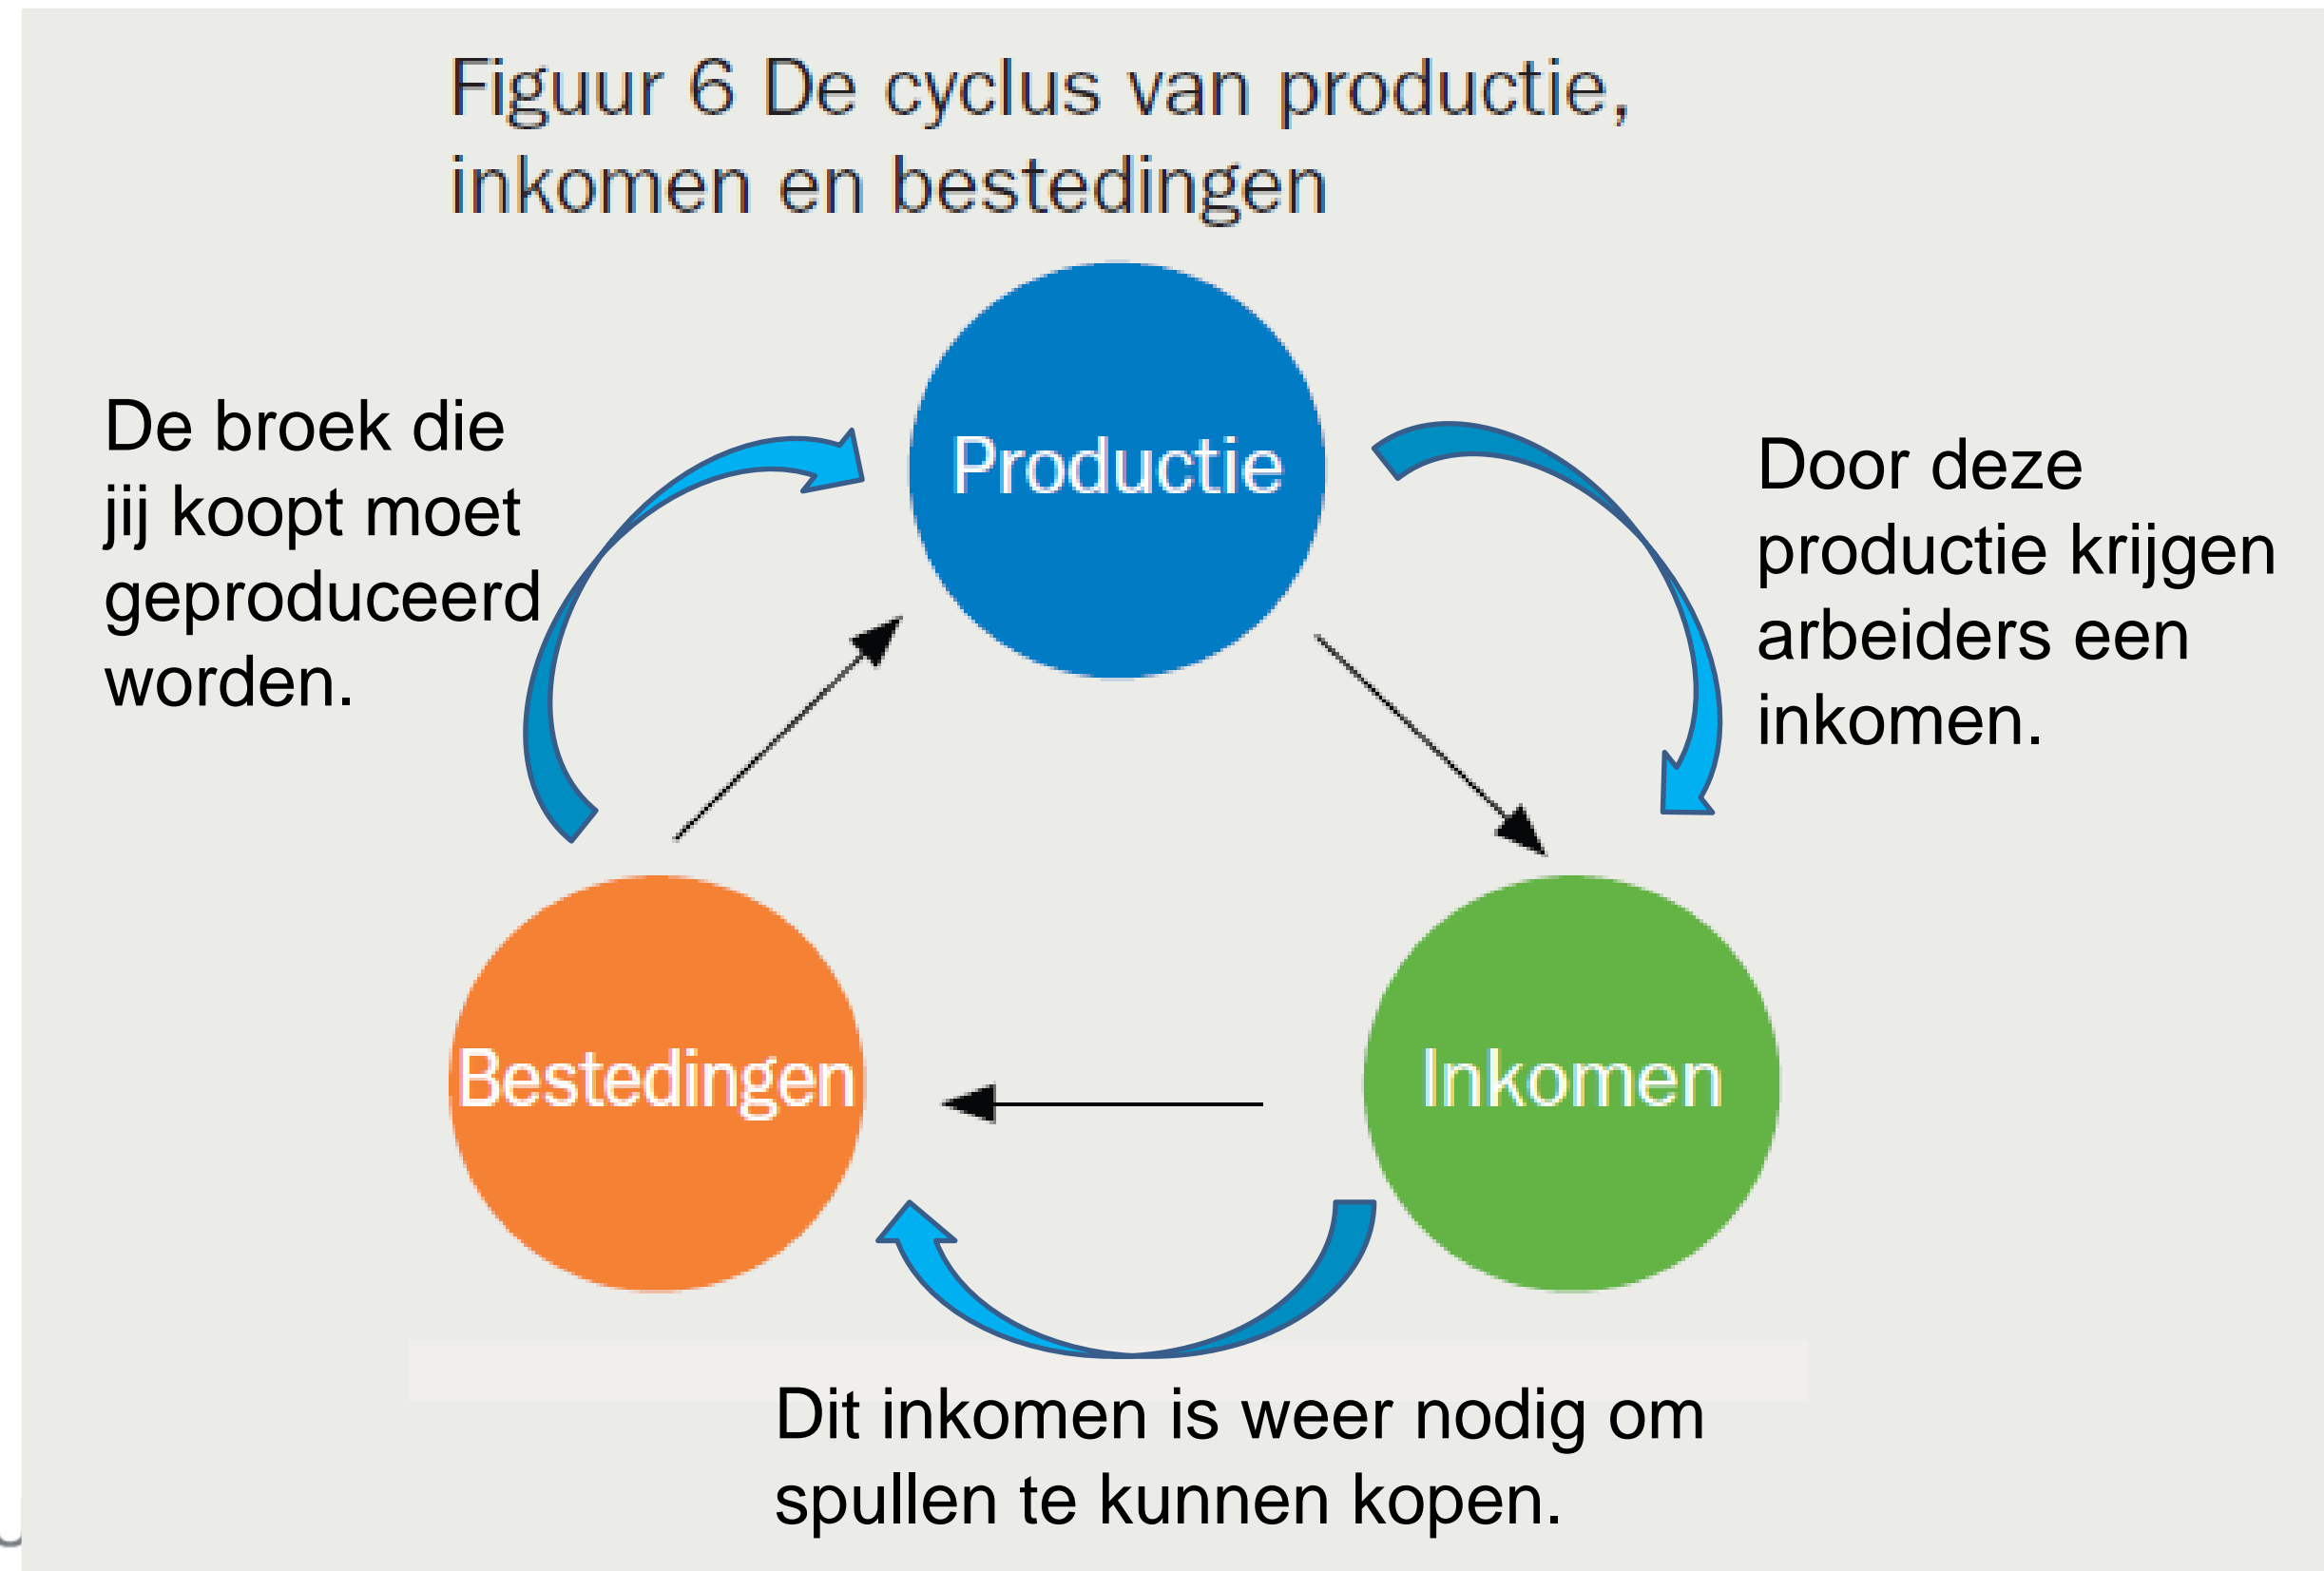 Figuur 6 De cyclus van productie,
inkomen en bestedingen
De broek die
jij koopt moet
geproduceerd
worden.
Productie
Door deze
productie krijgen
arbeiders een
inkomen.
Bestedingen
Inkomen
Dit inkomen is weer nodig om
spullen te kunnen kopen.